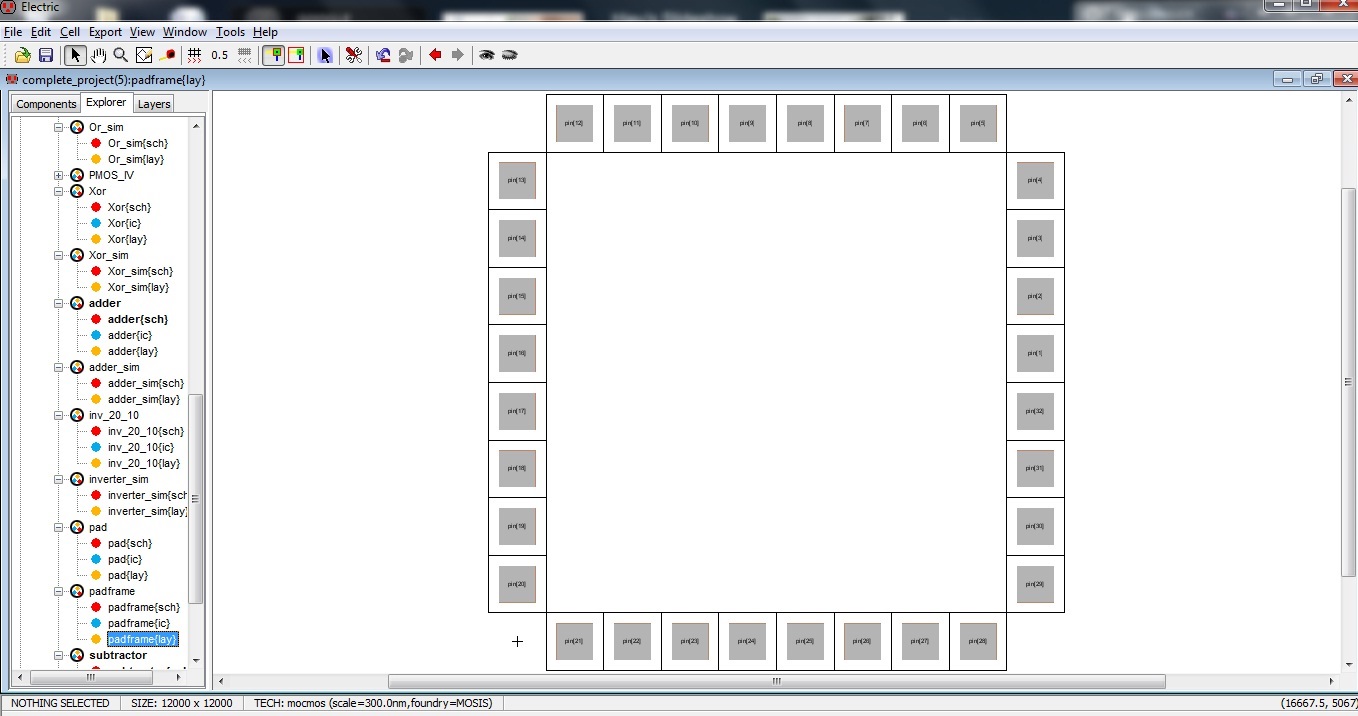 Electric
File Edit Cell Export View Window Tools Help
0.5
complete_project(5):padframe{lay}
Components Explorer Layers
Or_sim
Or_sim{sch}
Or_sim{lay}
PMOS_IV
Xor
Xor{sch}
Xor{ic}
Xor{lay}
Xor_sim
Xor_sim{sch}
Xor_sim{lay}
adder
adder{sch}
adder{ic}
adder{lay}
adder_sim
adder_sim{sch}
adder_sim{lay}
inv_20_10
inv_20_10{sch}
inv_20_10{ic}
inv_20_10{lay}
inverter_sim
inverter_sim{sch
inverter_sim{lay}
pad
pad{sch}
pad{ic}
pad{lay}
padframe
padframe{sch}
padframe{ic}
padframe{lay}
subtractor
pin[12] pin[11] pin[10] pin[9] pin[8] pin[7] pin[6] pin[5]
pin[13] pin[4]
pin[14] pin[3]
pin[15] pin[2]
pin[16] pin[1]
pin[17] pin[32]
pin[18] pin[31]
pin[19] pin[30]
pin[20] pin[29]
pin[21] pin[22] pin[23] pin[24] pin[25] pin[26] pin[27] pin[28]
NOTHING SELECTED SIZE: 12000 x 12000 TECH: mocmos (scale=300.0nm,foundry=MOSIS) (16667.5, 5067)